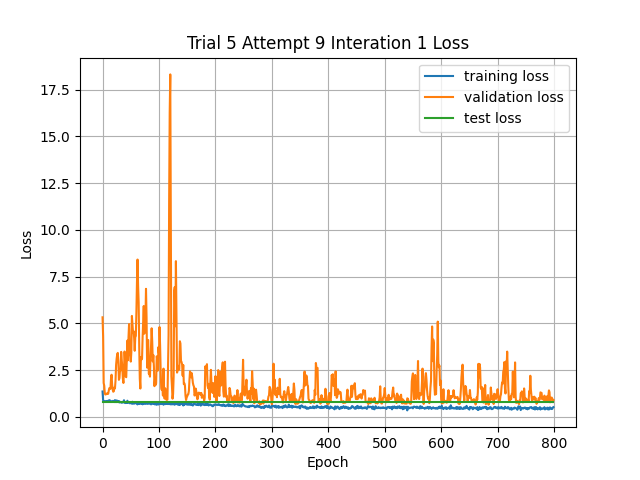 Trial 5 Attempt 9 Interation 1 Loss
training loss
validation loss
test loss
17.5
15.0
12.5
10.0
7.5
5.0
2.5
0.0
Loss
0 100 200 300 400 500 600 700 800
Epoch